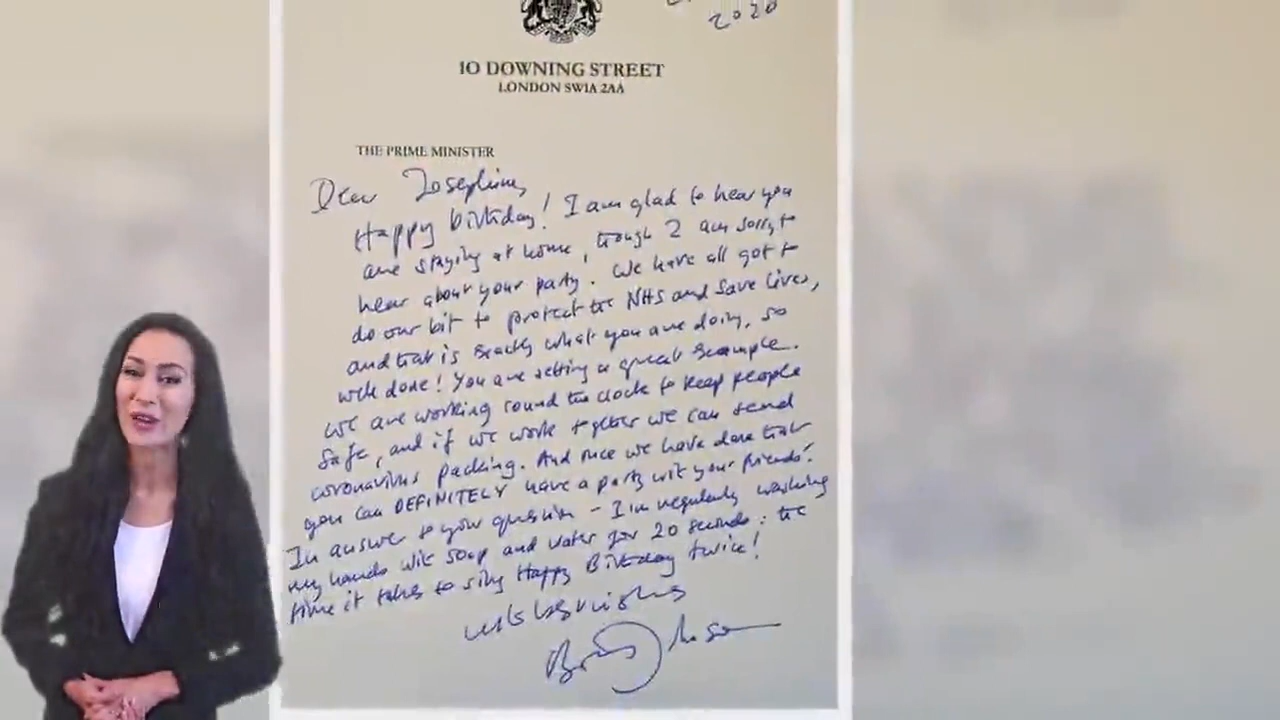 2020
10 DOWNING STREET
LONDON SW1A 2AA
THE PRIME MINISTER
Dear Josephine,
Happy birthday! I am glad to hear you
are staying at home, though I am sorry to
hear about your party. We have all got to
do our bit to protect the NHS and save lives,
and that is exactly what you are doing, so
well done! You are setting a great example.
We are working round the clock to keep people
safe, and if we work together we can send
coronavirus packing. And once we have done that
you can DEFINITELY have a party with your friends!
In answer to your question - I'm regularly washing
my hands with soap and water for 20 seconds: the
time it takes to sing Happy Birthday twice!
with best wishes
Boris Johnson